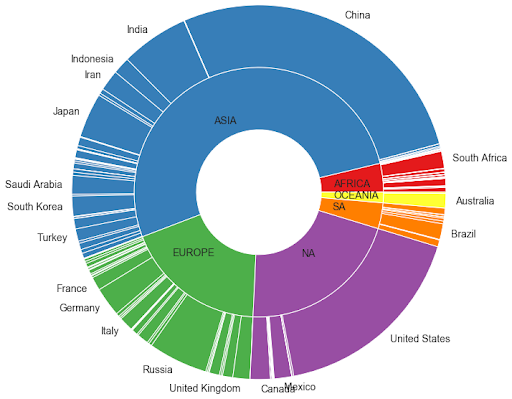 China
India
Indonesia
Iran
Japan
Saudi Arabia
South Korea
Turkey
France
Germany
Italy
Russia
United Kingdom
Canada
Mexico
United States
Brazil
Australia
South Africa
ASIA
AFRICA
OCEANIA
SA
NA
EUROPE